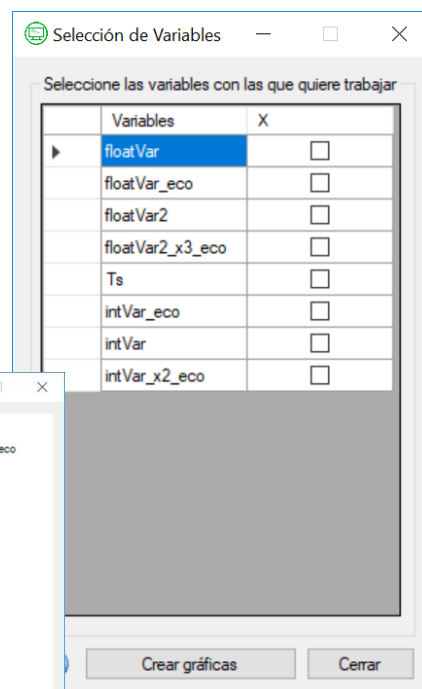 Selección de Variables
Seleccione las variables con las que quiere trabajar
Variables X
floatVar
floatVar_eco
floatVar2
floatVar2_x3_eco
Ts
intVar_eco
intVar
intVar_x2_eco
eco
Crear gráficas Cerrar